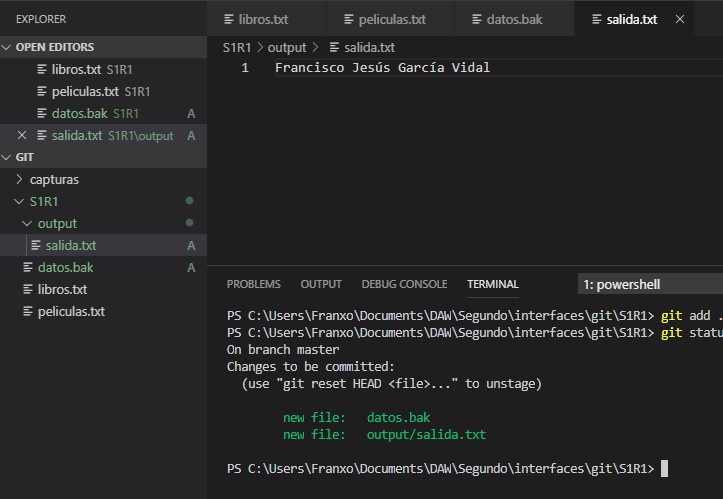 EXPLORER
OPEN EDITORS
libros.txt S1R1
peliculas.txt S1R1
datos.bak S1R1 A
salida.txt S1R1\output A
GIT
capturas
S1R1
output
salida.txt A
datos.bak A
libros.txt
peliculas.txt
libros.txt peliculas.txt datos.bak salida.txt
S1R1 > output > salida.txt
1 Francisco Jesús García Vidal
PROBLEMS OUTPUT DEBUG CONSOLE TERMINAL 1: powershell
PS C:\Users\Franxo\Documents\DAW\Segundo\interfaces\git\S1R1> git add .
PS C:\Users\Franxo\Documents\DAW\Segundo\interfaces\git\S1R1> git statu
On branch master
Changes to be committed:
(use "git reset HEAD <file>..." to unstage)
new file: datos.bak
new file: output/salida.txt
PS C:\Users\Franxo\Documents\DAW\Segundo\interfaces\git\S1R1>